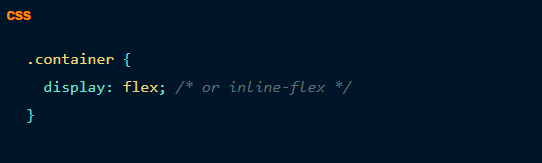 CSS
.container {
  display: flex; /* or inline-flex */
}